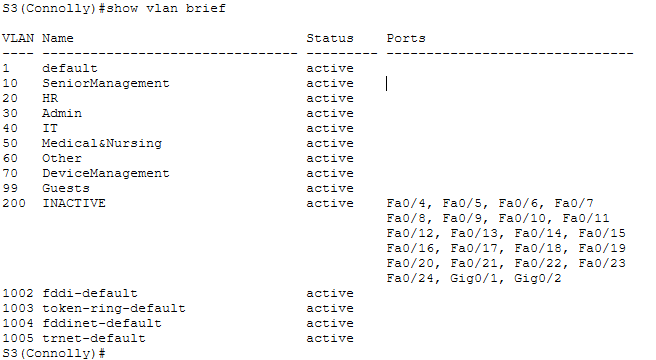 S3(Connolly)#show vlan brief
VLAN Name                             Status    Ports
---- -------------------------------- --------- -------------------------------
1    default                          active
10   SeniorManagement                 active
20   HR                               active
30   Admin                            active
40   IT                               active
50   Medical&Nursing                  active
60   Other                            active
70   DeviceManagement                 active
99   Guests                           active
200  INACTIVE                         active    Fa0/4, Fa0/5, Fa0/6, Fa0/7
                                                Fa0/8, Fa0/9, Fa0/10, Fa0/11
                                                Fa0/12, Fa0/13, Fa0/14, Fa0/15
                                                Fa0/16, Fa0/17, Fa0/18, Fa0/19
                                                Fa0/20, Fa0/21, Fa0/22, Fa0/23
                                                Fa0/24, Gig0/1, Gig0/2
1002 fddi-default                     active
1003 token-ring-default               active
1004 fddinet-default                  active
1005 trnet-default                    active
S3(Connolly)#